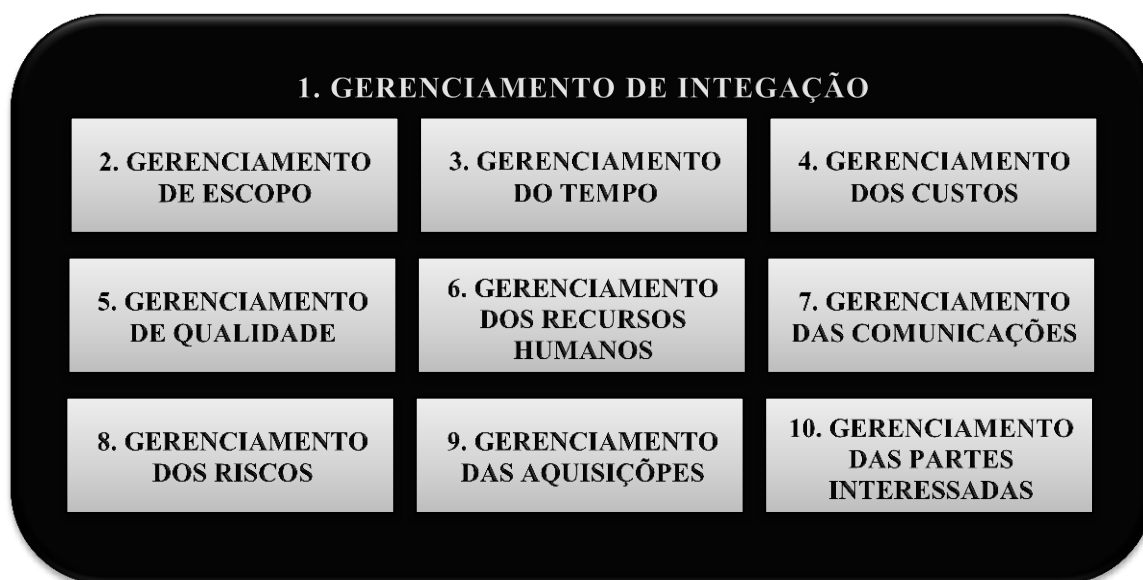 1. GERENCIAMENTO DE INTEGAÇÃO
2. GERENCIAMENTO
DE ESCOPO
3. GERENCIAMENTO
DO TEMPO
4. GERENCIAMENTO
DOS CUSTOS
5. GERENCIAMENTO
DE QUALIDADE
6. GERENCIAMENTO
DOS RECURSOS
HUMANOS
7. GERENCIAMENTO
DAS COMUNICAÇÕES
8. GERENCIAMENTO
DOS RISCOS
9. GERENCIAMENTO
DAS AQUISIÇÕPES
10. GERENCIAMENTO
DAS PARTES
INTERESSADAS